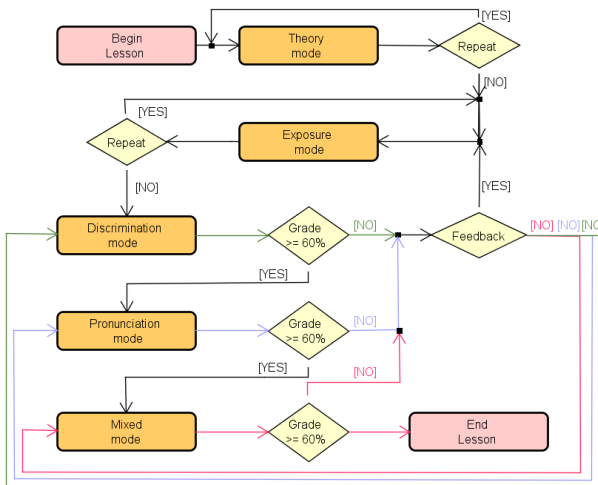 [YES]
Begin
Lesson
Theory
mode
Repeat
[NO]
[YES]
Repeat
Exposure
mode
[NO]
[YES]
Discrimination
mode
Grade
>= 60%
[NO]
Feedback
[NO] [NO] [NO
[YES]
Pronunciation
mode
Grade
>= 60%
[NO]
[YES]
[NO]
Mixed
mode
Grade
>= 60%
End
Lesson